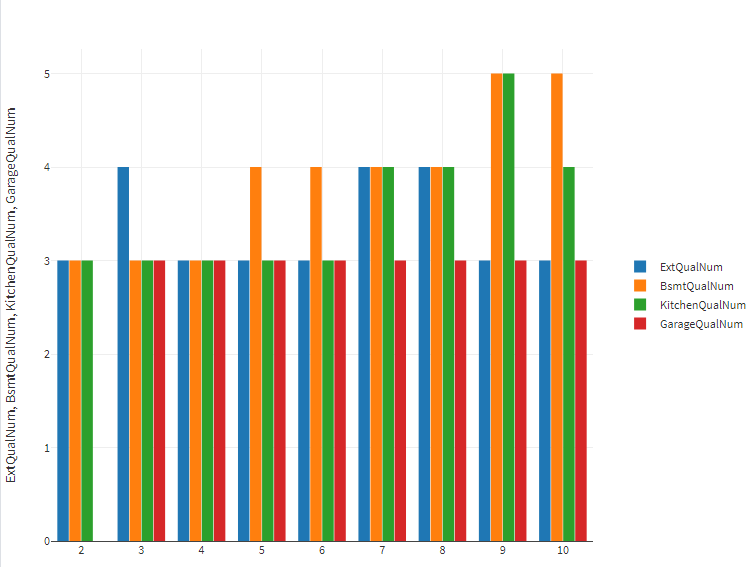 ExtQualNum, BsmtQualNum, KitchenQualNum, GarageQualNum
5
4
3
2
1
0
2 3 4 5 6 7 8 9 10
ExtQualNum
BsmtQualNum
KitchenQualNum
GarageQualNum